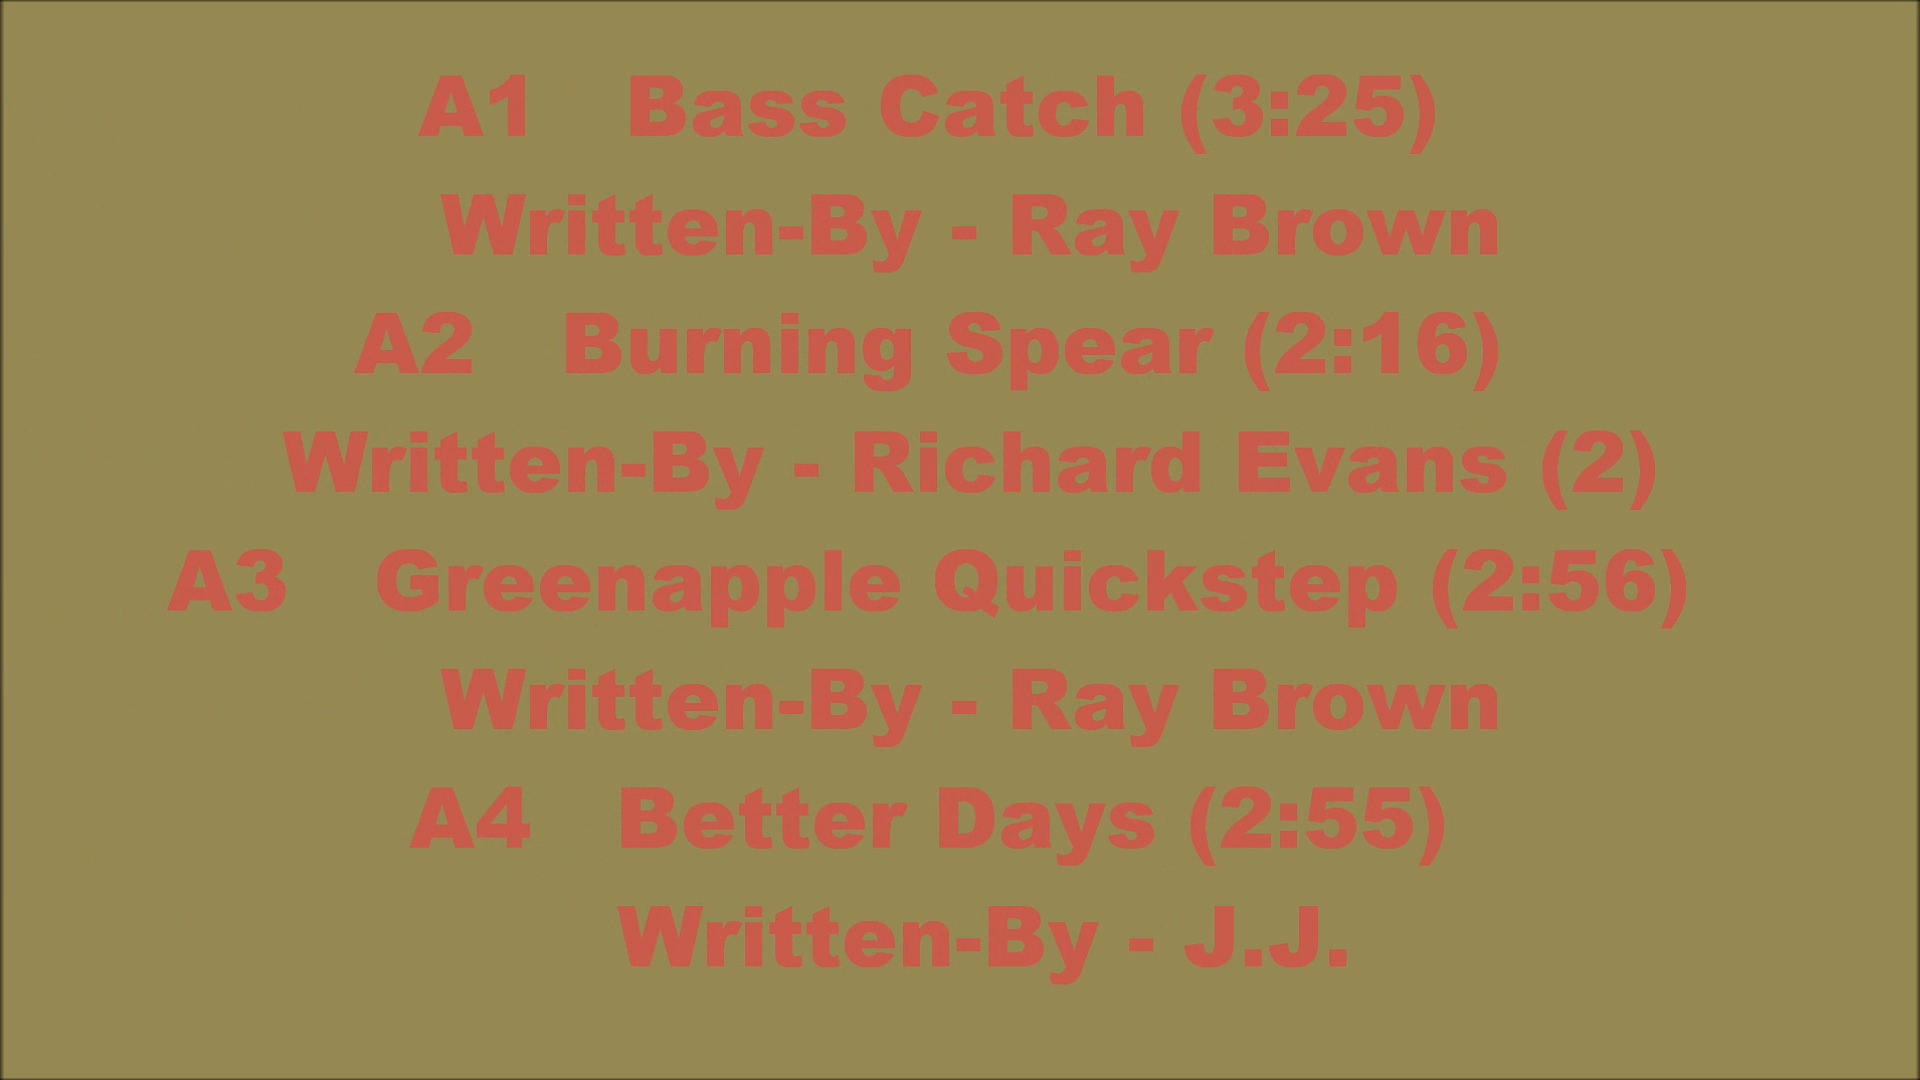 A1   Bass Catch (3:25)
Written-By - Ray Brown
A2   Burning Spear (2:16)
Written-By - Richard Evans (2)
A3   Greenapple Quickstep (2:56)
Written-By - Ray Brown
A4   Better Days (2:55)
Written-By - J.J.